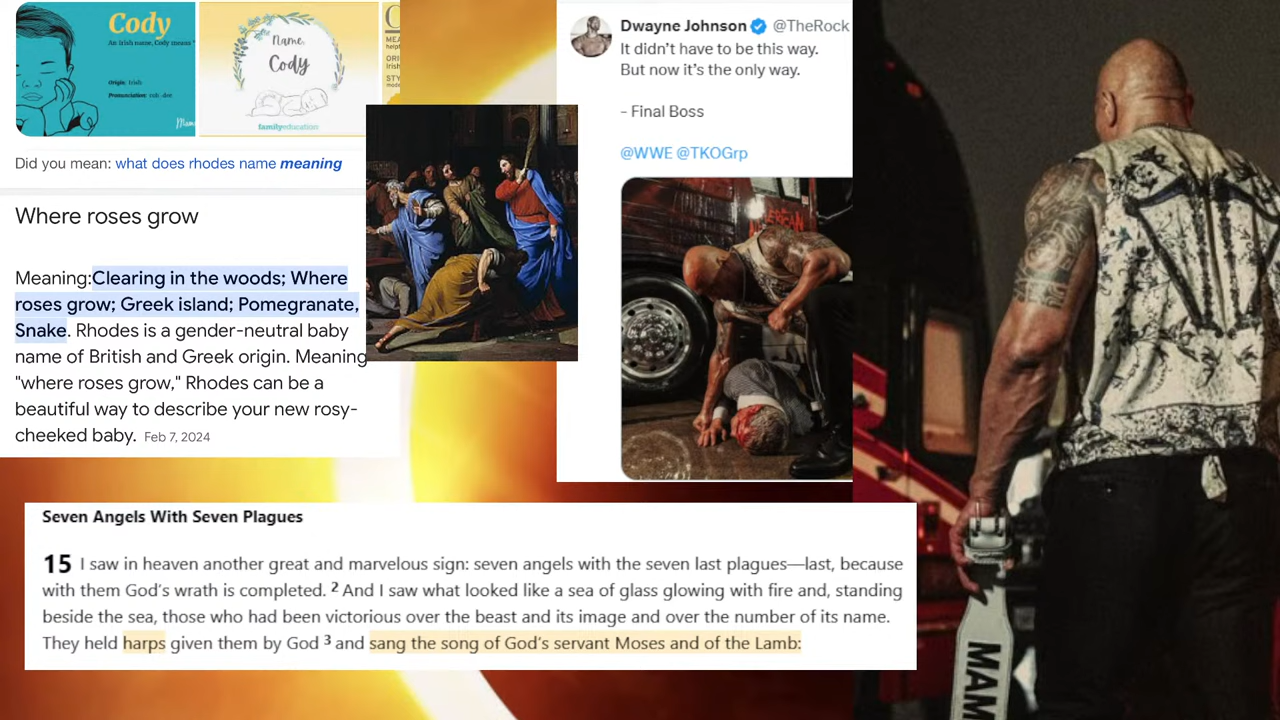 Cody
An Irish name, Cody means "
Origin: Irish
Name,
Cody
familyeducation
Did you mean: what does rhodes name meaning
Where roses grow
Meaning:Clearing in the woods; Where
roses grow; Greek island; Pomegranate,
Snake. Rhodes is a gender-neutral baby
name of British and Greek origin. Meaning
"where roses grow," Rhodes can be a
beautiful way to describe your new rosy-
cheeked baby. Feb 7, 2024
Dwayne Johnson @TheRock
It didn't have to be this way.
But now it's the only way.
- Final Boss
@WWE @TKOGrp
Seven Angels With Seven Plagues
15 I saw in heaven another great and marvelous sign: seven angels with the seven last plagues—last, because
with them God's wrath is completed. 2 And I saw what looked like a sea of glass glowing with fire and, standing
beside the sea, those who had been victorious over the beast and its image and over the number of its name.
They held harps given them by God 3 and sang the song of God's servant Moses and of the Lamb:
MAM